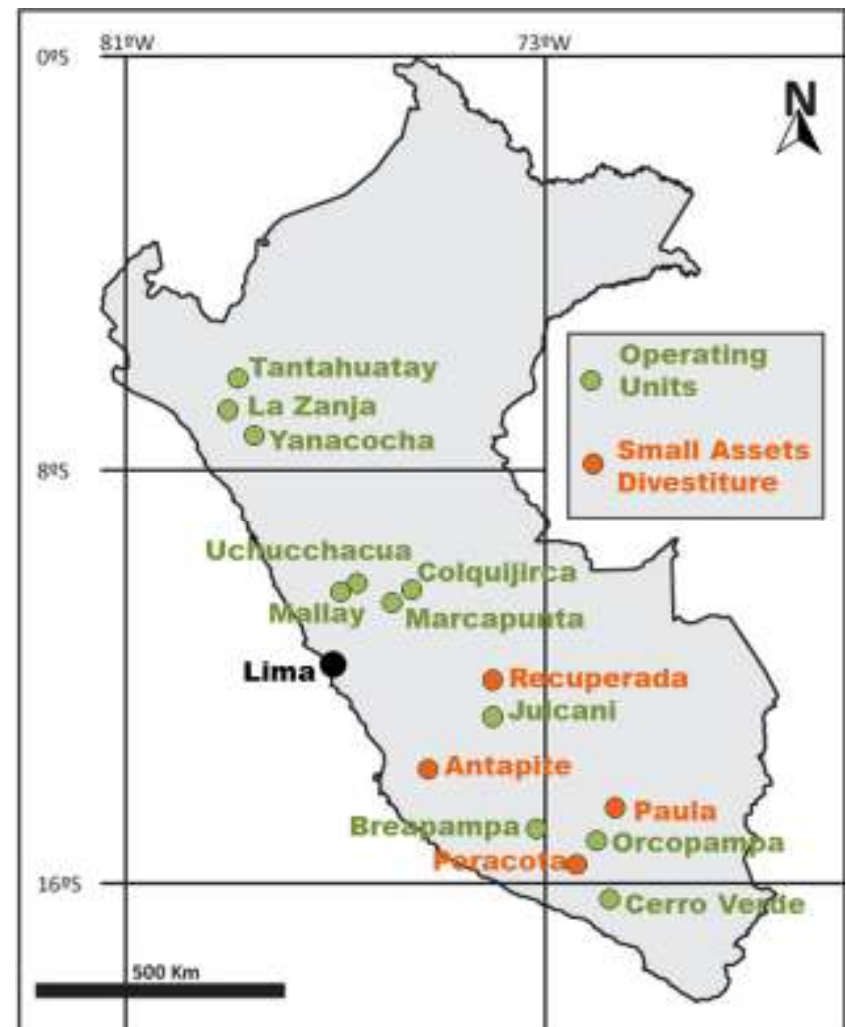 81ºW
73ºW
0ºS
N
Tantahuatay
La Zanja
Yanacocha
Operating
Units
Small Assets
Divestiture
8ºS
Uchucchacua
Colquijirca
Mallay
Marcapunta
Lima
Recuperada
Julcani
Antapite
Paula
Breapampa
Orcopampa
Poracota
16ºS
Cerro Verde
500 Km